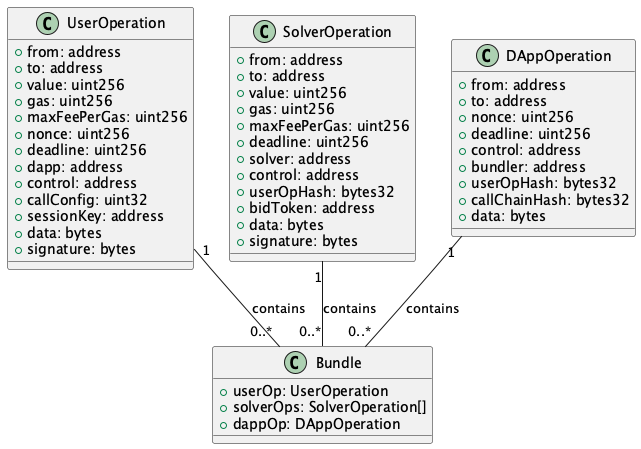 C UserOperation
+ from: address
+ to: address
+ value: uint256
+ gas: uint256
+ maxFeePerGas: uint256
+ nonce: uint256
+ deadline: uint256
+ dapp: address
+ control: address
+ callConfig: uint32
+ sessionKey: address
+ data: bytes
+ signature: bytes
C SolverOperation
+ from: address
+ to: address
+ value: uint256
+ gas: uint256
+ maxFeePerGas: uint256
+ deadline: uint256
+ solver: address
+ control: address
+ userOpHash: bytes32
+ bidToken: address
+ data: bytes
+ signature: bytes
C DAppOperation
+ from: address
+ to: address
+ nonce: uint256
+ deadline: uint256
+ control: address
+ bundler: address
+ userOpHash: bytes32
+ callChainHash: bytes32
+ data: bytes
1
1
1
contains
contains
contains
0..*
0..*
0..*
C Bundle
+ userOp: UserOperation
+ solverOps: SolverOperation[]
+ dappOp: DAppOperation